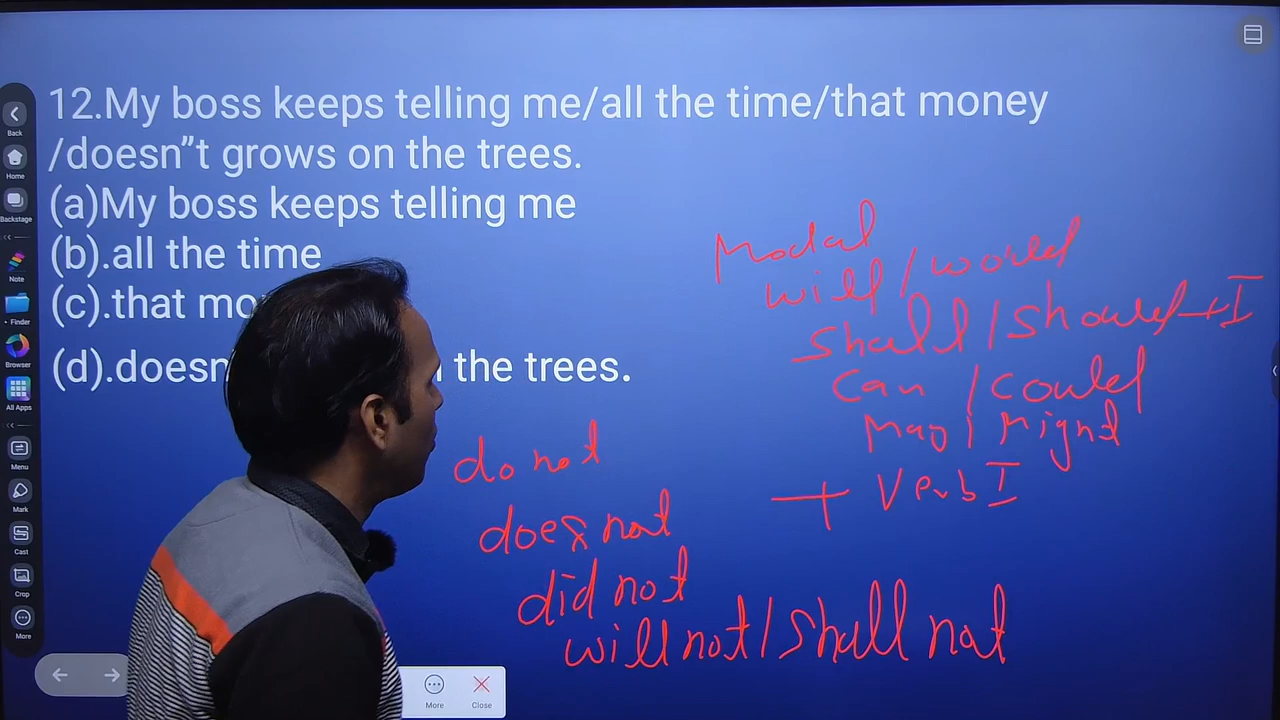 12.My boss keeps telling me/all the time/that money
/doesn”t grows on the trees.
(a)My boss keeps telling me
(b).all the time
(c).that mo
(d).doesn the trees.
Modal
will / would
Shall / Should + I
Can / Could
May / Might
+ Verb I
do not
does not
did not
will not / Shall not
Back
Home
Backstage
Note
Finder
Browser
All Apps
Menu
Mark
Cast
Crop
More
More Close